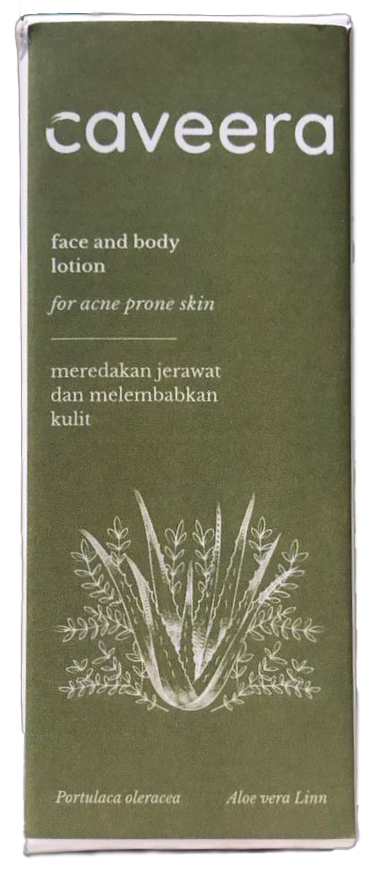 caveera
face and body
lotion
for acne prone skin
meredakan jerawat
dan melembabkan
kulit
Portulaca oleracea Aloe vera Linn